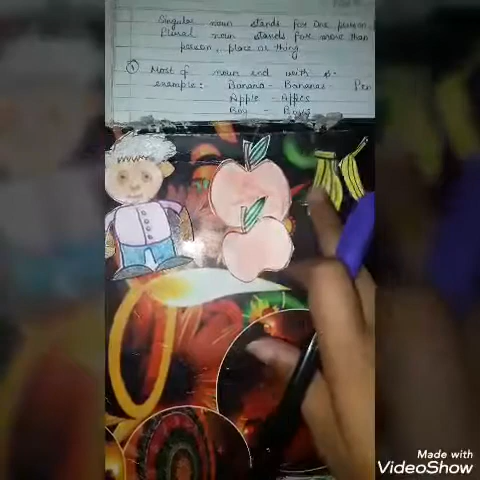 Singular noun stands for one person,
Plural noun stands for more than
person, place or thing
① Most of noun end with s.
example:- Banana - Bananas Pen
Apple - Apples
Boy - Boys
Made with
VideoShow